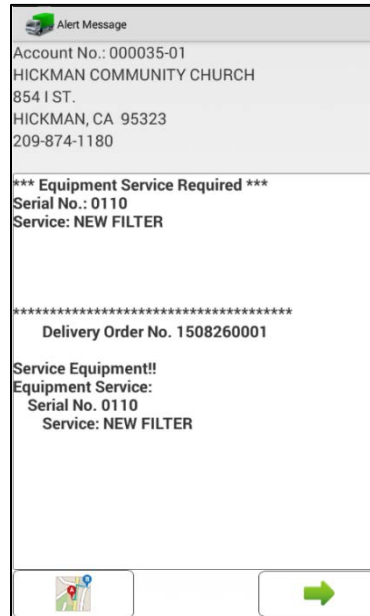 Alert Message
Account No.: 000035-01
HICKMAN COMMUNITY CHURCH
854 I ST.
HICKMAN, CA 95323
209-874-1180
*** Equipment Service Required ***
Serial No.: 0110
Service: NEW FILTER
***************************************
Delivery Order No. 1508260001
Service Equipment!!
Equipment Service:
Serial No. 0110
Service: NEW FILTER